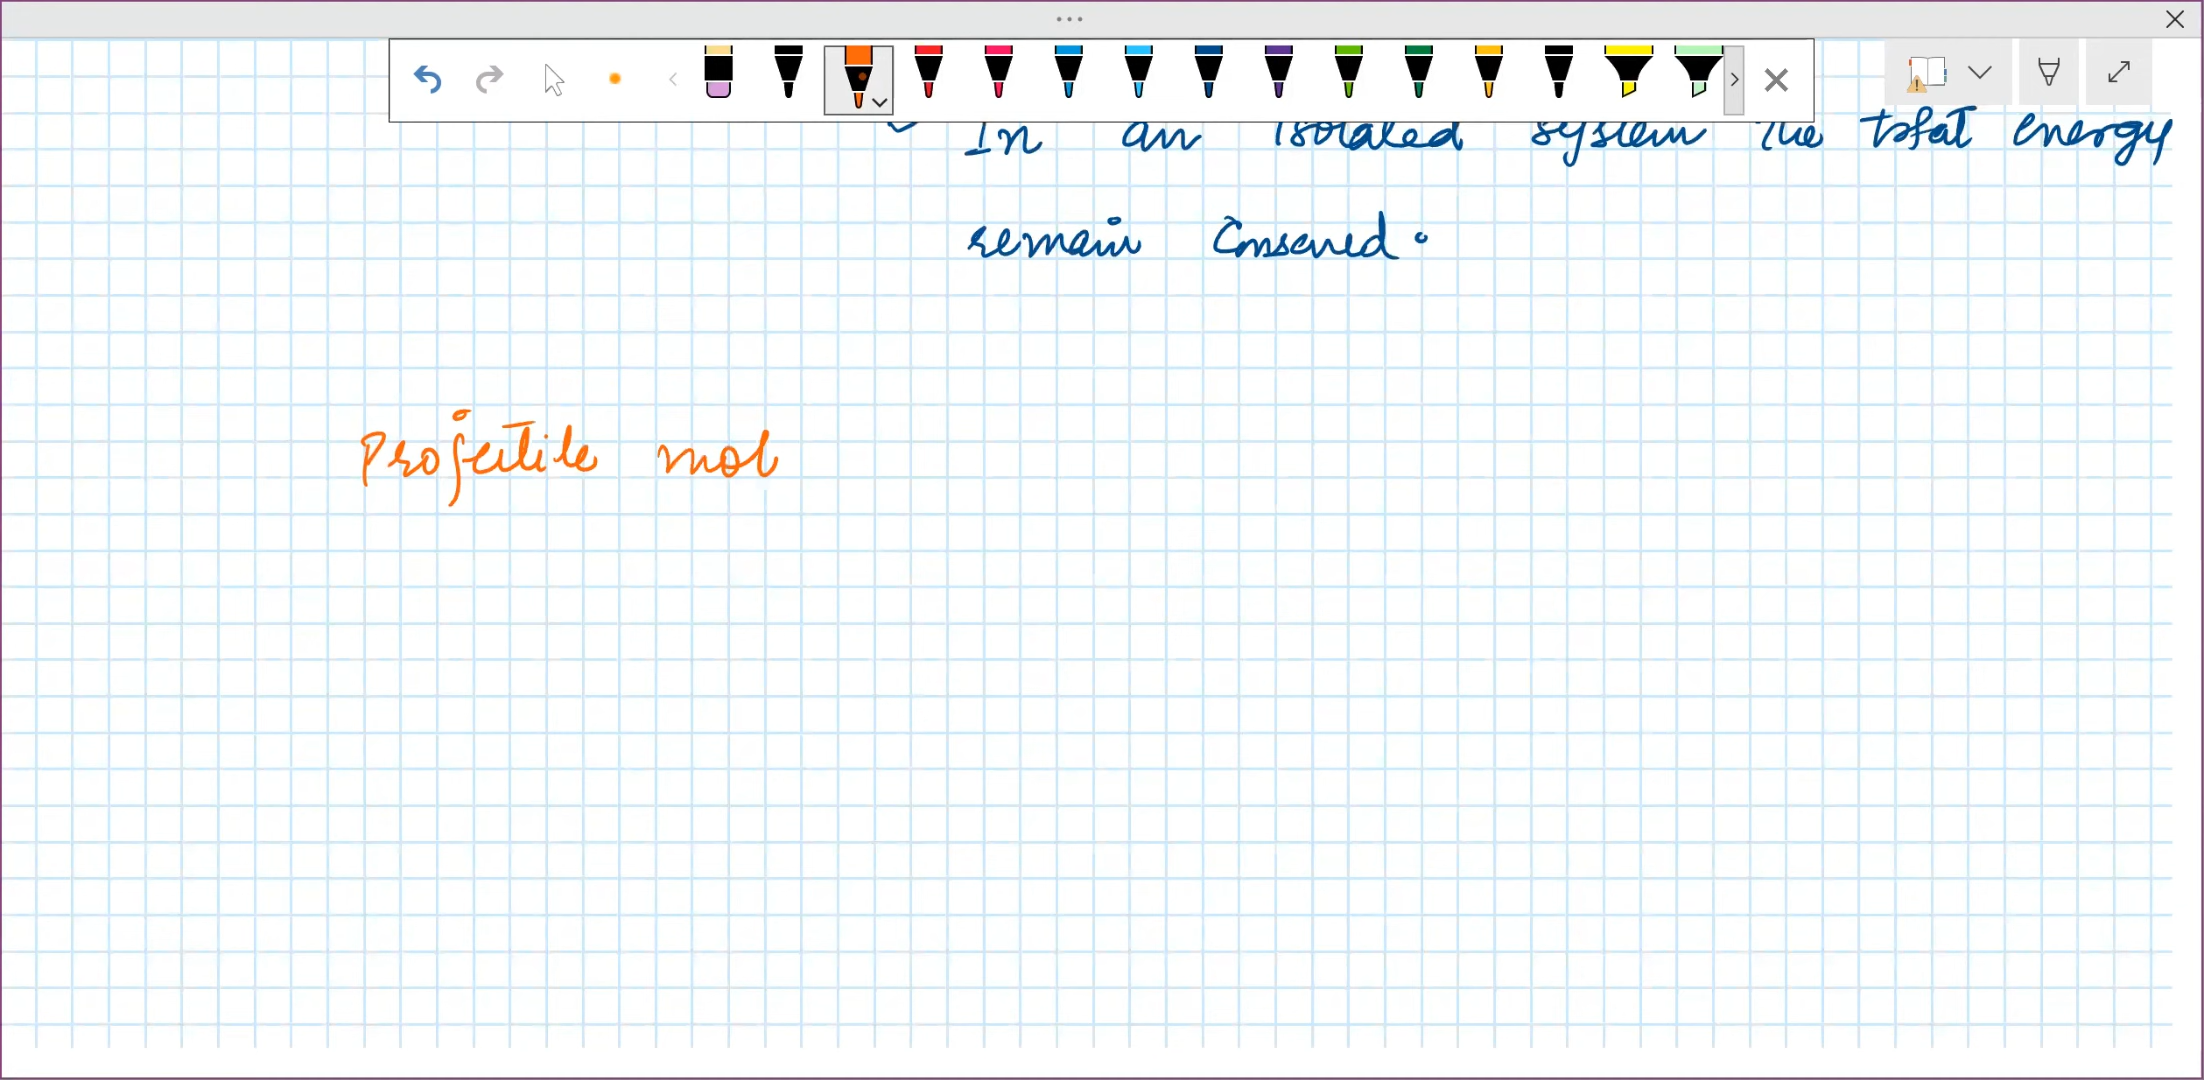 In an isolated system the total energy
remain Conserved.
Projectile mot